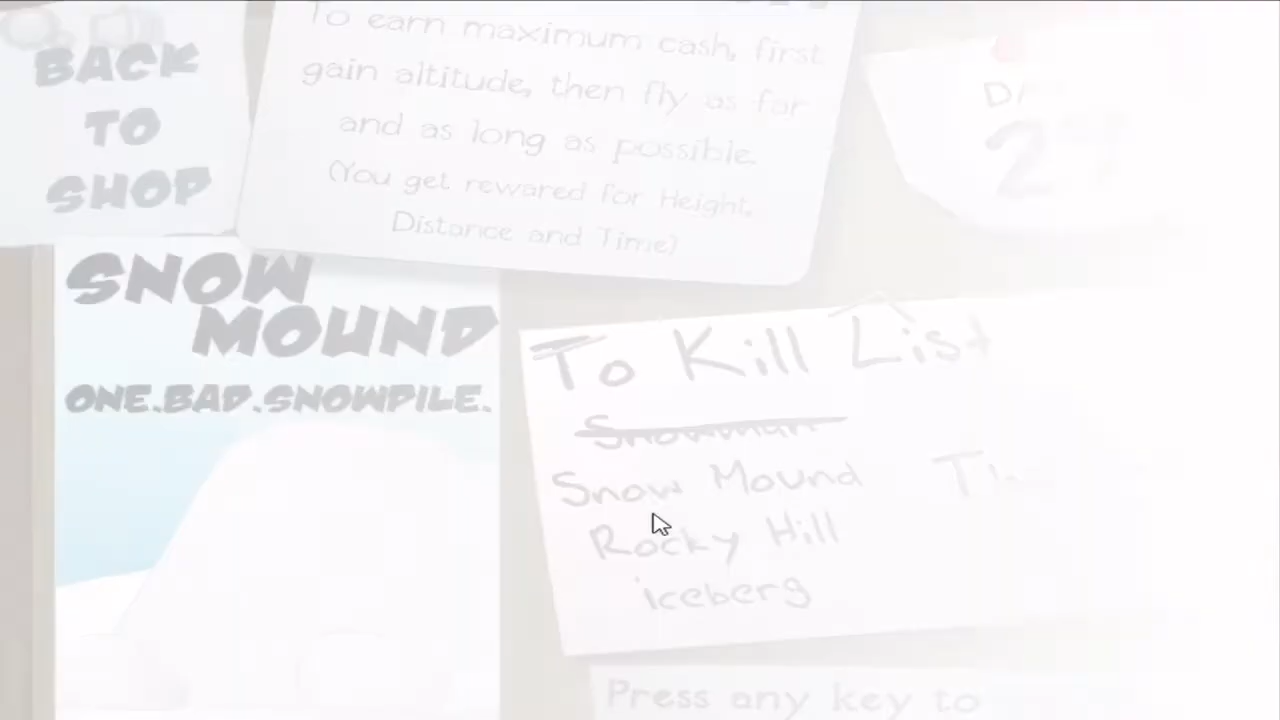 BACK
TO
SHOP
To earn maximum cash, first
gain altitude, then fly as far
and as long as possible.
(You get rewared for Height,
Distance and Time)
SNOW
MOUND
ONE.BAD.SNOWPILE.
To Kill List
Snowman
Snow Mound
Rocky Hill
iceberg
Press any key to